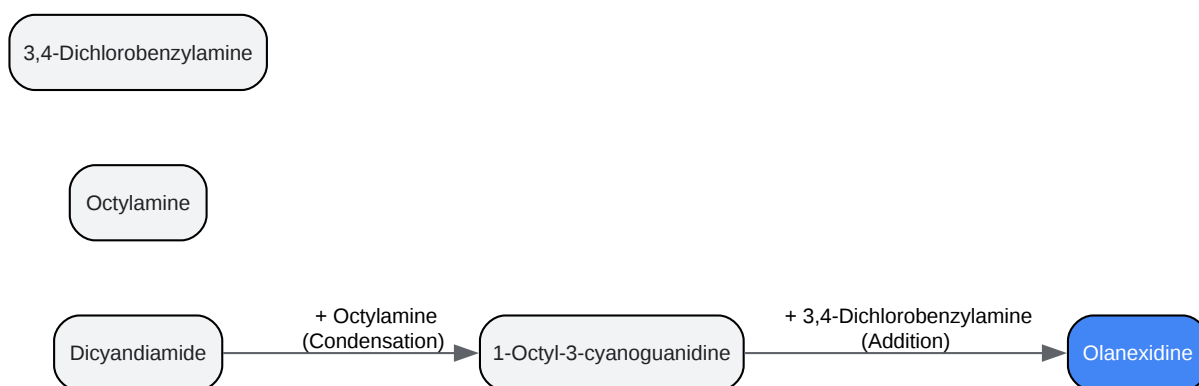 3,4-Dichlorobenzylamine
Octylamine
+ Octylamine
(Condensation)
+ 3,4-Dichlorobenzylamine
(Addition)
Dicyandiamide
1-Octyl-3-cyanoguanidine
Olanexidine